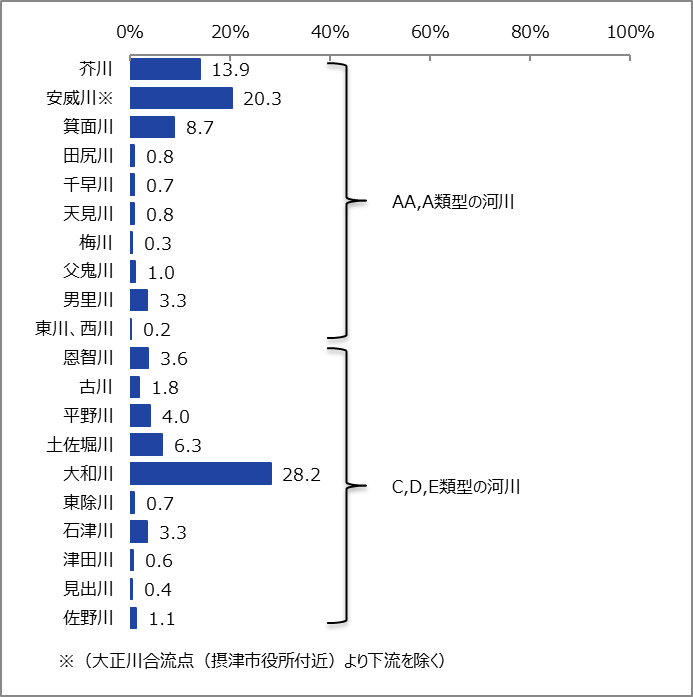 0% 20% 40% 60% 80% 100%
芥川 13.9
安威川※ 20.3
箕面川 8.7
田尻川 0.8
千早川 0.7
天見川 0.8
梅川 0.3
父鬼川 1.0
男里川 3.3
東川、西川 0.2
AA,A類型の河川
恩智川 3.6
古川 1.8
平野川 4.0
土佐堀川 6.3
大和川 28.2
東除川 0.7
石津川 3.3
津田川 0.6
見出川 0.4
佐野川 1.1
C,D,E類型の河川
※（大正川合流点（摂津市役所付近）より下流を除く）